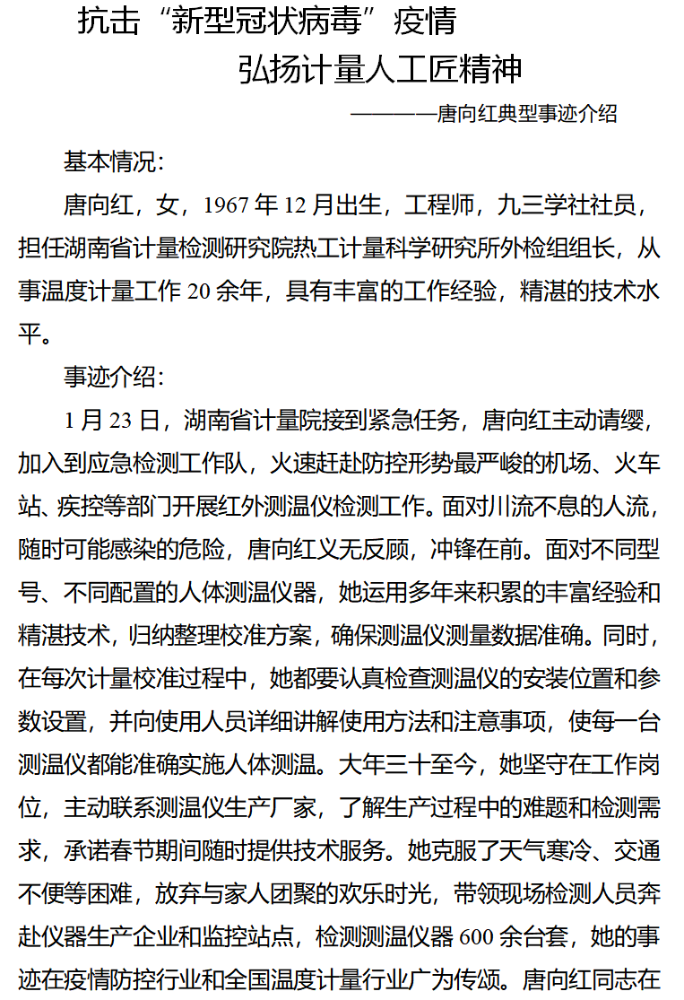 抗击“新型冠状病毒”疫情
弘扬计量人工匠精神
————唐向红典型事迹介绍
基本情况：
唐向红，女，1967 年 12 月出生，工程师，九三学社社员，
担任湖南省计量检测研究院热工计量科学研究所外检组组长，从
事温度计量工作 20 余年，具有丰富的工作经验，精湛的技术水
平。
事迹介绍：
1 月 23 日，湖南省计量院接到紧急任务，唐向红主动请缨，
加入到应急检测工作队，火速赶赴防控形势最严峻的机场、火车
站、疾控等部门开展红外测温仪检测工作。面对川流不息的人流，
随时可能感染的危险，唐向红义无反顾，冲锋在前。面对不同型
号、不同配置的人体测温仪器，她运用多年来积累的丰富经验和
精湛技术，归纳整理校准方案，确保测温仪测量数据准确。同时，
在每次计量校准过程中，她都要认真检查测温仪的安装位置和参
数设置，并向使用人员详细讲解使用方法和注意事项，使每一台
测温仪都能准确实施人体测温。大年三十至今，她坚守在工作岗
位，主动联系测温仪生产厂家，了解生产过程中的难题和检测需
求，承诺春节期间随时提供技术服务。她克服了天气寒冷、交通
不便等困难，放弃与家人团聚的欢乐时光，带领现场检测人员奔
赴仪器生产企业和监控站点，检测测温仪器 600 余台套，她的事
迹在疫情防控行业和全国温度计量行业广为传颂。唐向红同志在